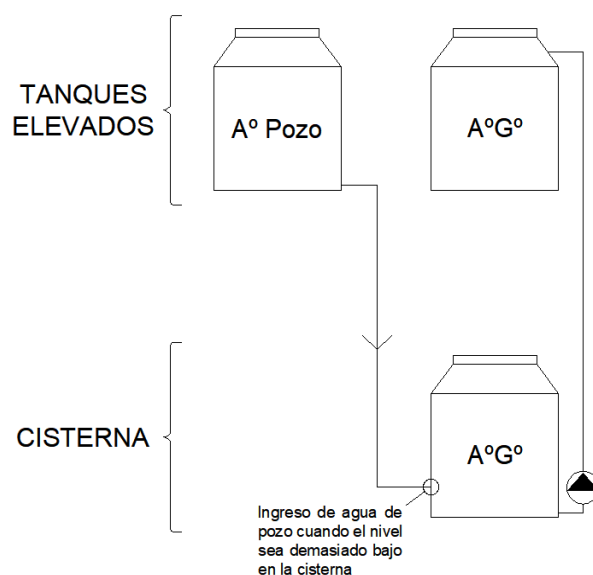 TANQUES
ELEVADOS
Aº Pozo
AºGº
CISTERNA
AºGº
Ingreso de agua de
pozo cuando el nivel
sea demasiado bajo
en la cisterna